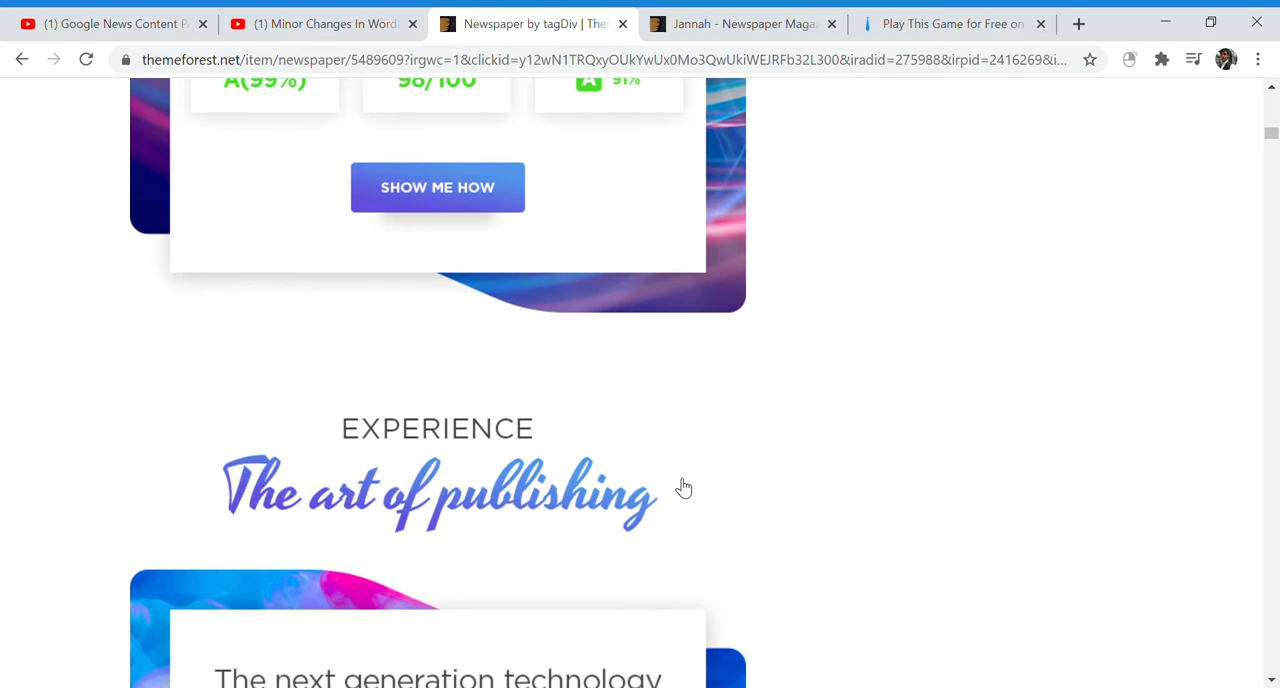 (1) Google News Content P
(1) Minor Changes In Word
Newspaper by tagDiv | The
Jannah - Newspaper Maga
Play This Game for Free on
themeforest.net/item/newspaper/5489609?irgwc=1&clickid=y12wN1TRQxyOUkYwUx0Mo3QwUkiWEJRFb32L300&iradid=275988&irpid=2416269&i...
A(99%)
98/100
A 91%
SHOW ME HOW
EXPERIENCE
The art of publishing
The next generation technology